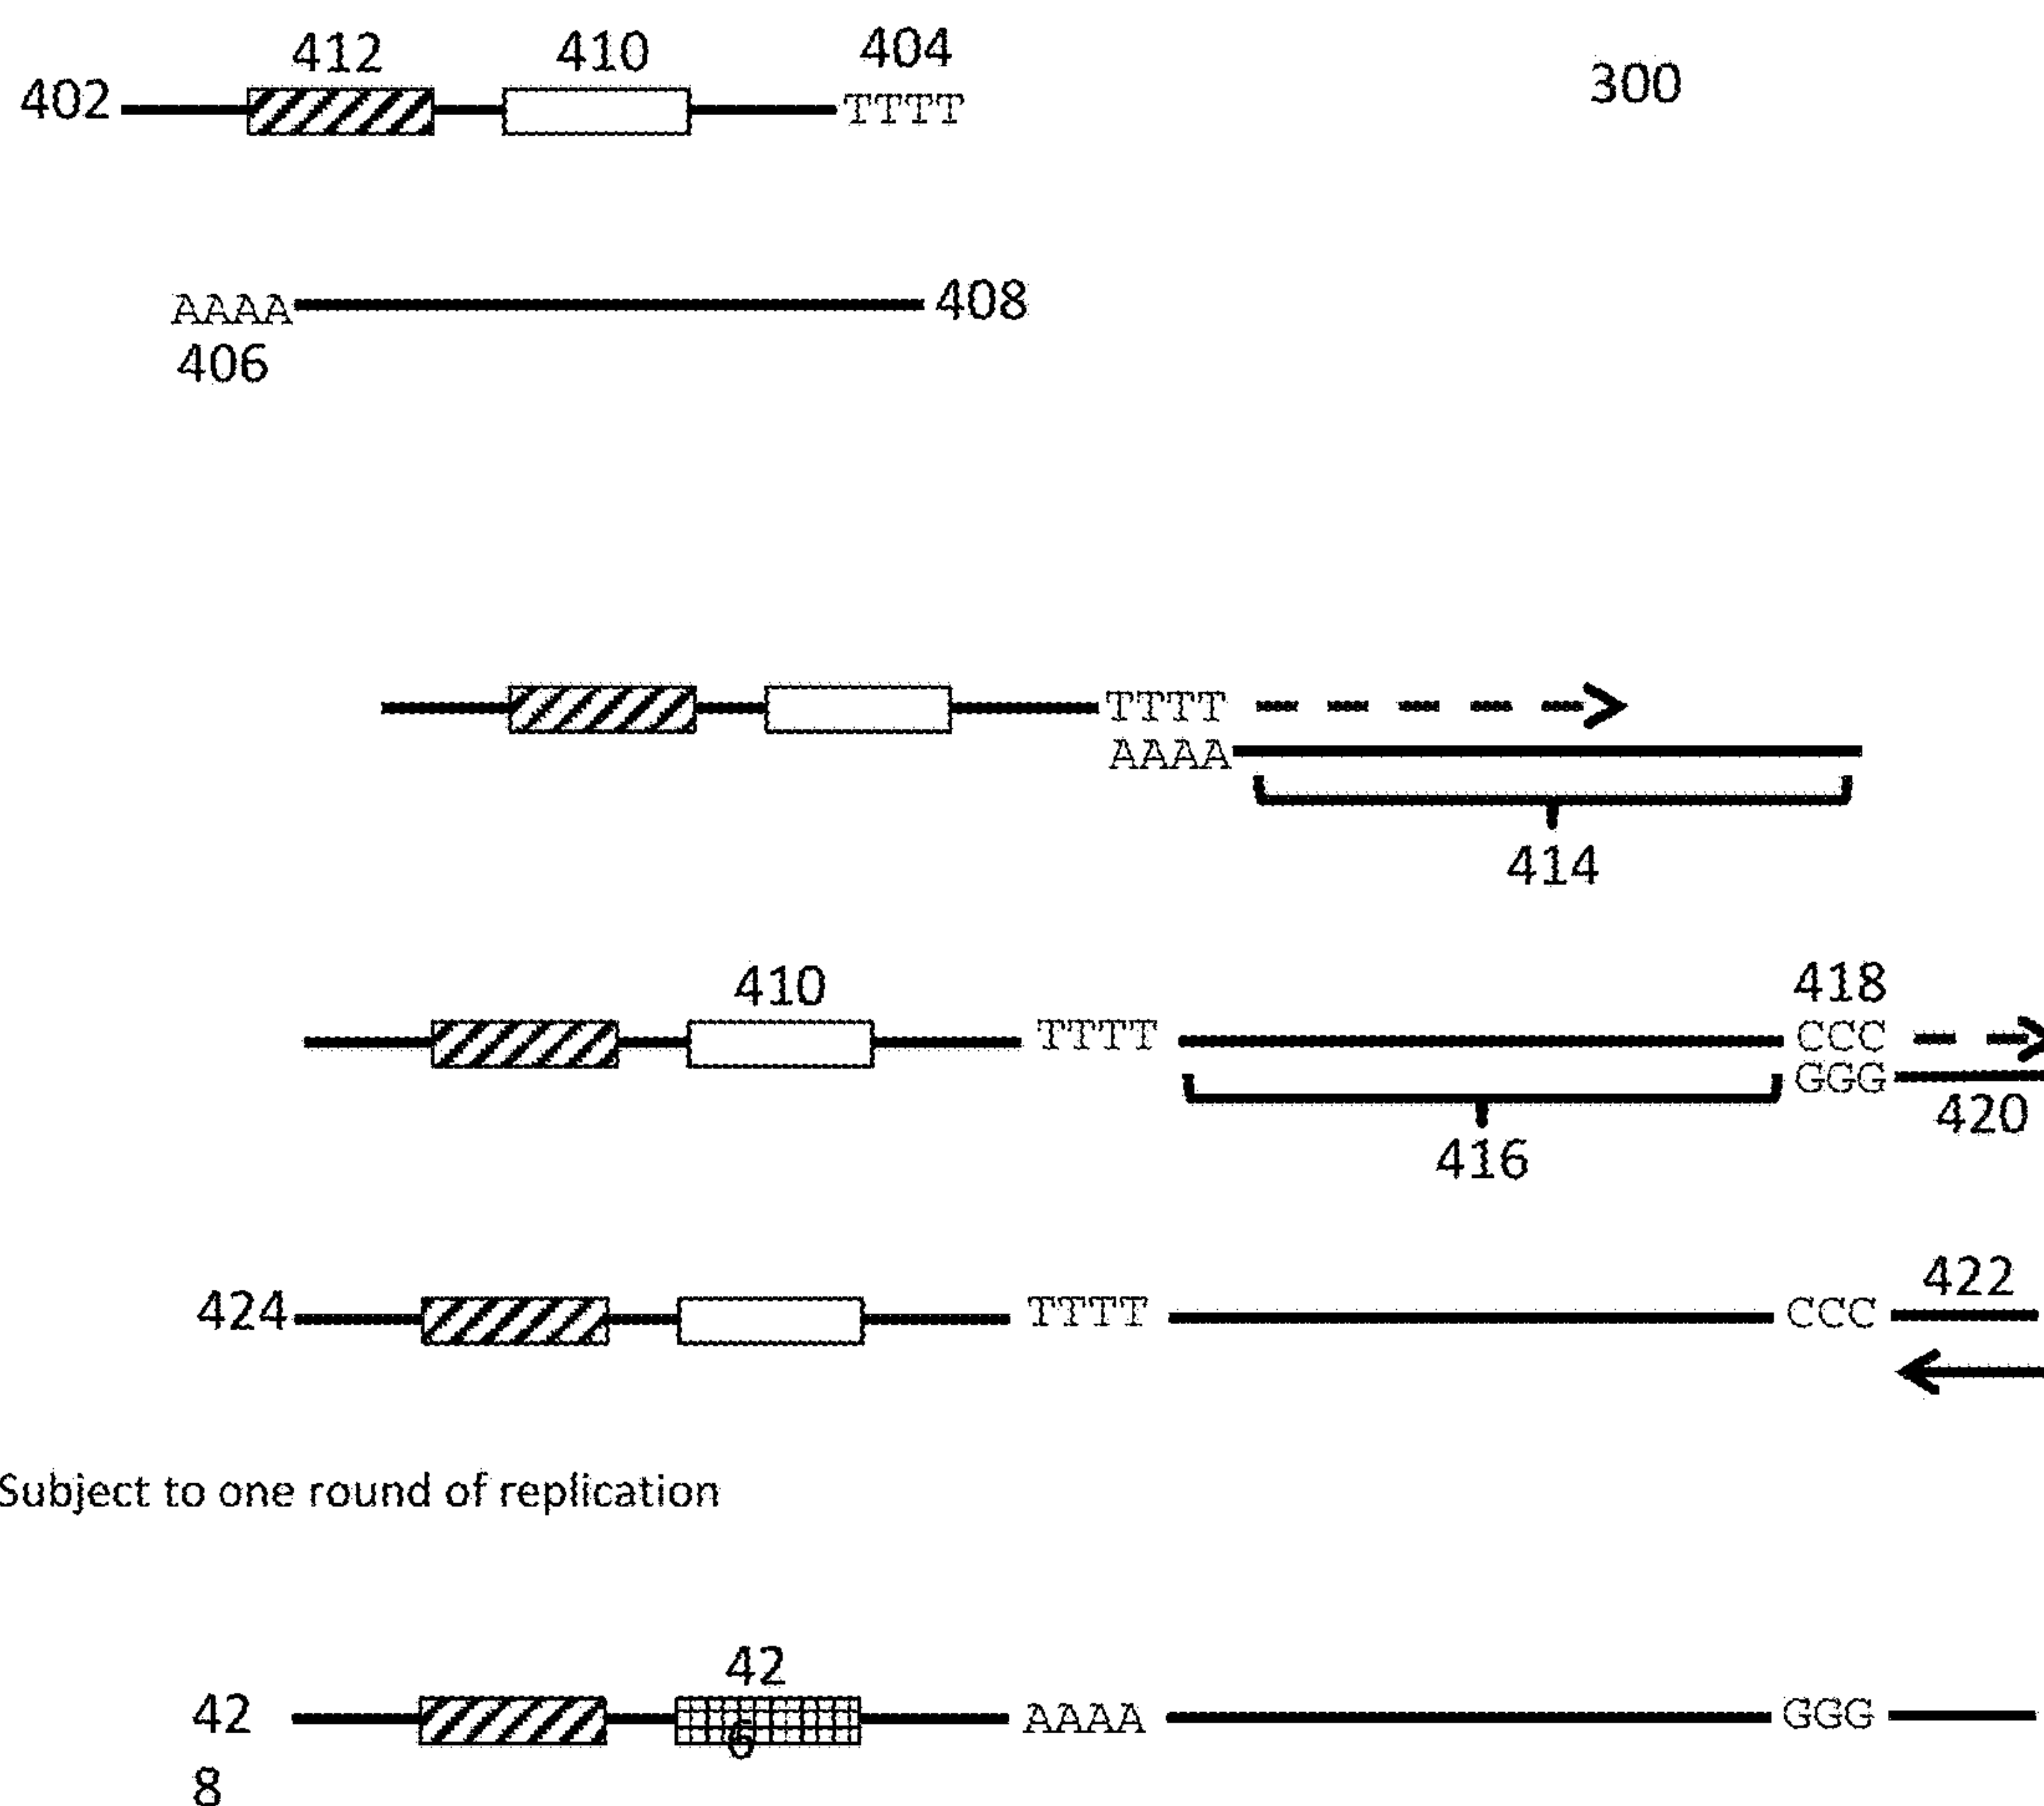 412 410 404 300
402 TTTT
AAAA 408
406
TTTT
AAAA
414
410 418
TTTT CCC
GGG
420
416
422
424 TTTT CCC
Subject to one round of replication
42
42 AAAA GGG
6
8